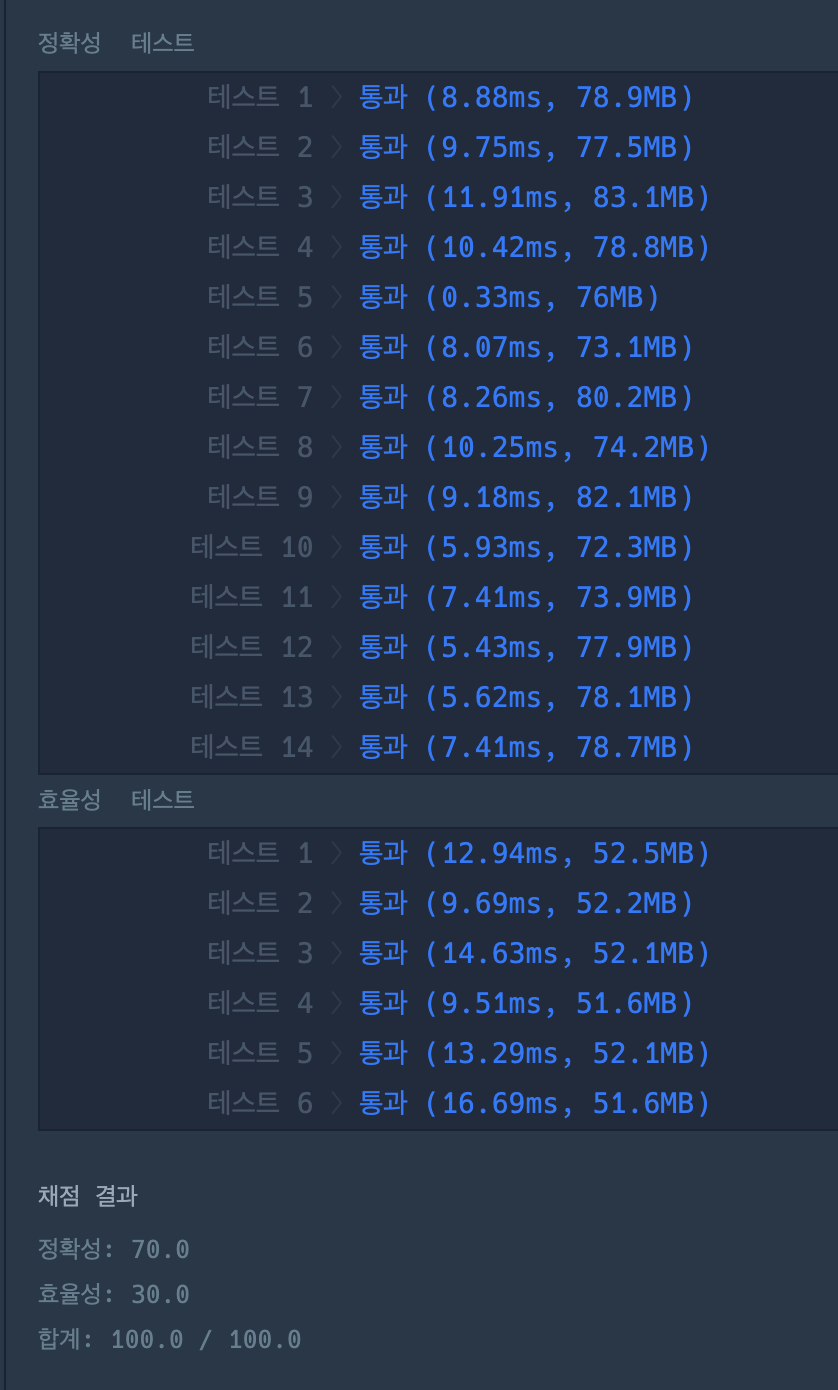 정확성 테스트
테스트 1 〉 통과 (8.88ms, 78.9MB)
테스트 2 〉 통과 (9.75ms, 77.5MB)
테스트 3 〉 통과 (11.91ms, 83.1MB)
테스트 4 〉 통과 (10.42ms, 78.8MB)
테스트 5 〉 통과 (0.33ms, 76MB)
테스트 6 〉 통과 (8.07ms, 73.1MB)
테스트 7 〉 통과 (8.26ms, 80.2MB)
테스트 8 〉 통과 (10.25ms, 74.2MB)
테스트 9 〉 통과 (9.18ms, 82.1MB)
테스트 10 〉 통과 (5.93ms, 72.3MB)
테스트 11 〉 통과 (7.41ms, 73.9MB)
테스트 12 〉 통과 (5.43ms, 77.9MB)
테스트 13 〉 통과 (5.62ms, 78.1MB)
테스트 14 〉 통과 (7.41ms, 78.7MB)
효율성 테스트
테스트 1 〉 통과 (12.94ms, 52.5MB)
테스트 2 〉 통과 (9.69ms, 52.2MB)
테스트 3 〉 통과 (14.63ms, 52.1MB)
테스트 4 〉 통과 (9.51ms, 51.6MB)
테스트 5 〉 통과 (13.29ms, 52.1MB)
테스트 6 〉 통과 (16.69ms, 51.6MB)
채점 결과
정확성: 70.0
효율성: 30.0
합계: 100.0 / 100.0